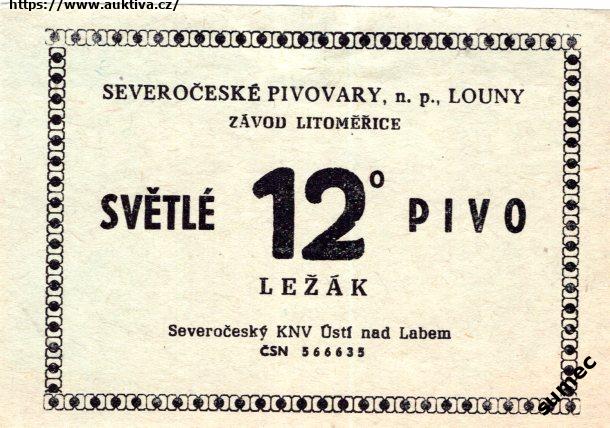 https://www.auktiva.cz/
SEVEROČESKÉ PIVOVARY, n. p., LOUNY
ZÁVOD LITOMĚŘICE
SVĚTLÉ 12° PIVO
LEŽÁK
Severočeský KNV Ústí nad Labem
ČSN 566635
sumec